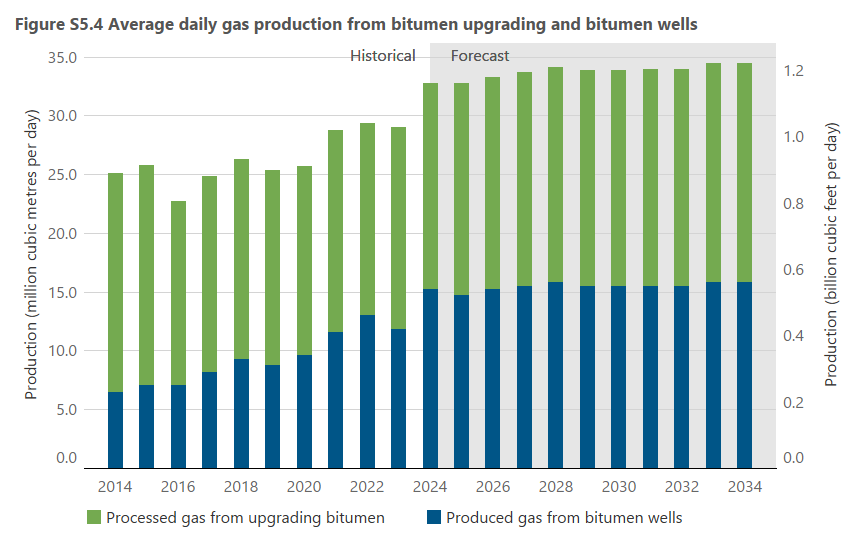 Figure S5.4 Average daily gas production from bitumen upgrading and bitumen wells
Historical
Forecast
Production (million cubic metres per day)
35.0
30.0
25.0
20.0
15.0
10.0
5.0
0.0
1.2
1.0
0.8
0.6
0.4
0.2
0.0
Production (billion cubic feet per day)
2014 2016 2018 2020 2022 2024 2026 2028 2030 2032 2034
Processed gas from upgrading bitumen
Produced gas from bitumen wells